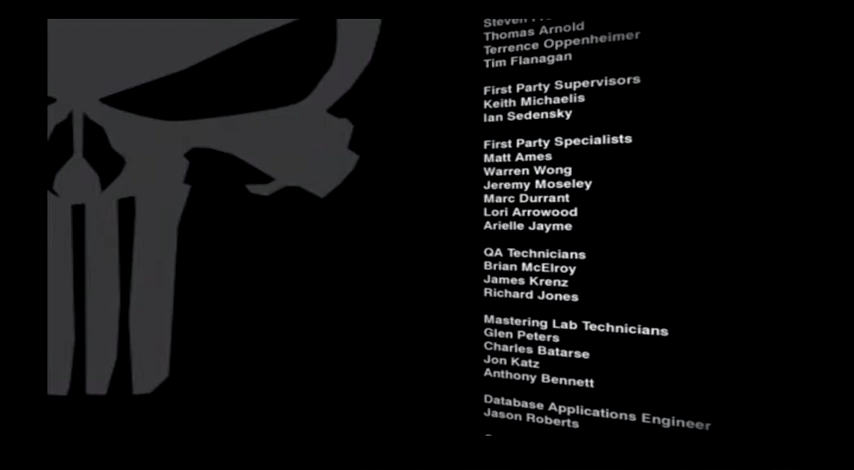 Steven
Thomas Arnold
Terrence Oppenheimer
Tim Flanagan
First Party Supervisors
Keith Michaelis
Ian Sedensky
First Party Specialists
Matt Ames
Warren Wong
Jeremy Moseley
Marc Durrant
Lori Arrowood
Arielle Jayme
QA Technicians
Brian McElroy
James Krenz
Richard Jones
Mastering Lab Technicians
Glen Peters
Charles Batarse
Jon Katz
Anthony Bennett
Database Applications Engineer
Jason Roberts